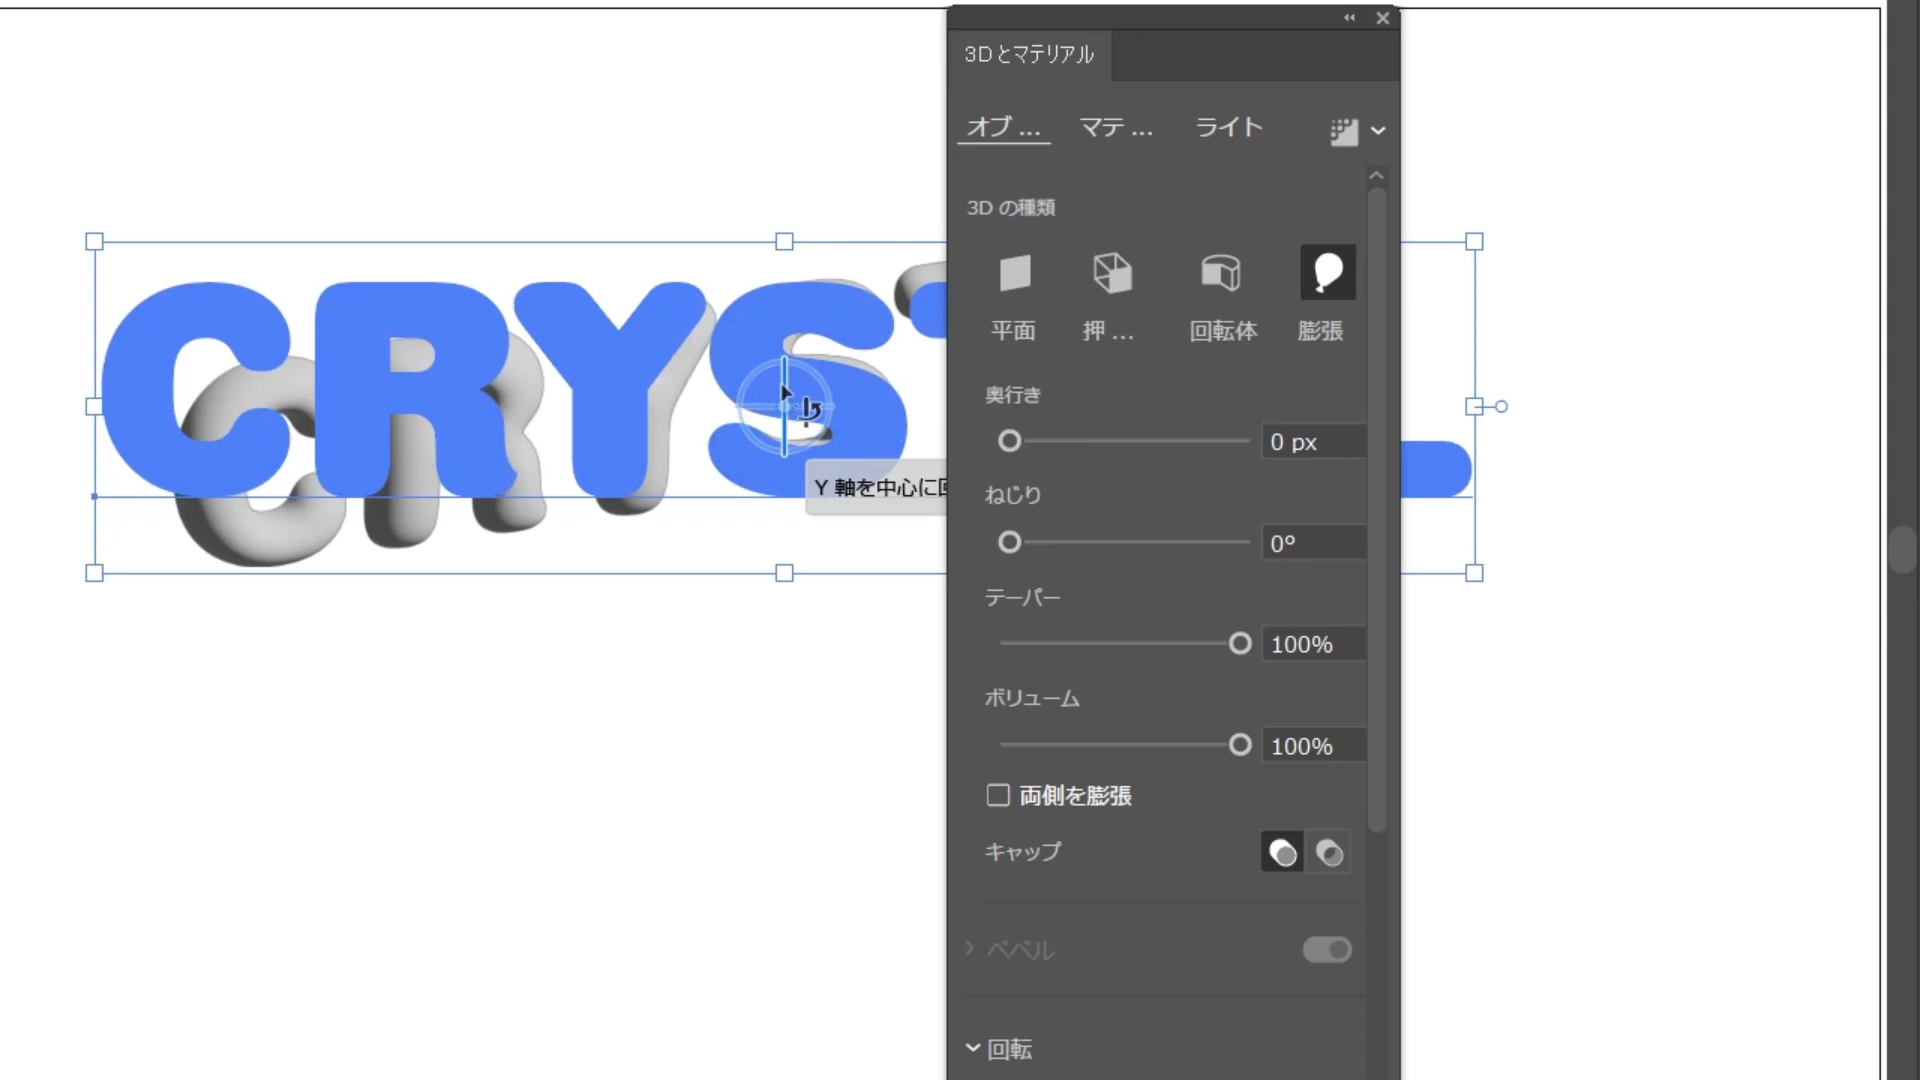 3Dとマテリアル
オブ ... マテ ... ライト
3D の種類
平面 押 ... 回転体 膨張
奥行き
0 px
ねじり
0°
テーパー
100%
ボリューム
100%
両側を膨張
キャップ
ベベル
回転
CRYST
Y 軸を中心に回